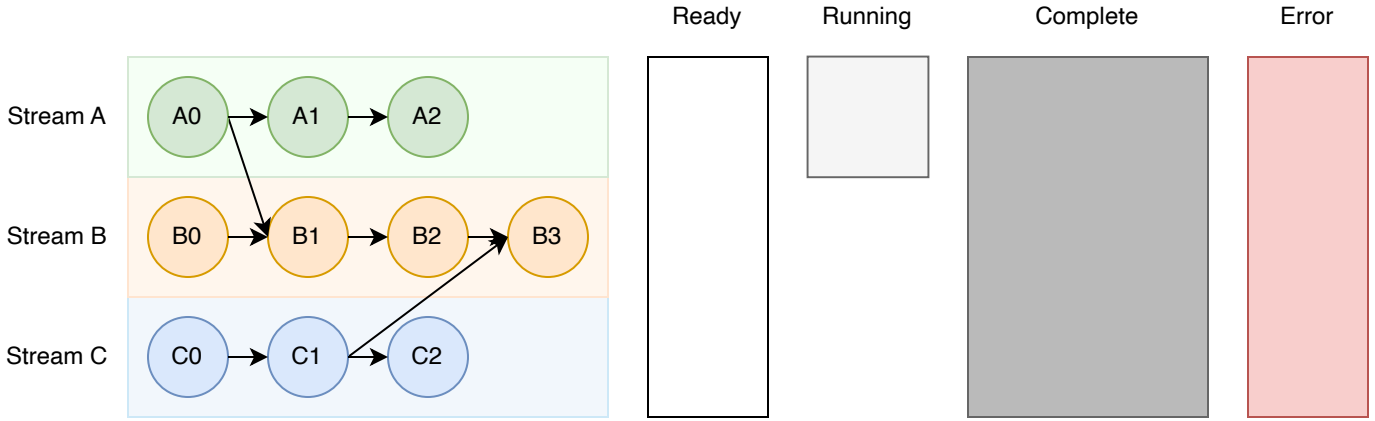 Ready Running Complete Error
Stream A A0 A1 A2
Stream B B0 B1 B2 B3
Stream C C0 C1 C2